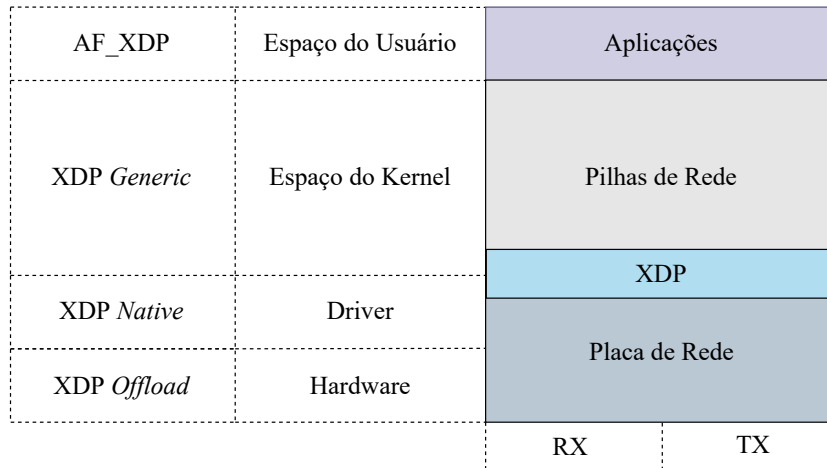 AF_XDP
Espaço do Usuário
Aplicações
XDP Generic
Espaço do Kernel
Pilhas de Rede
XDP
XDP Native
Driver
Placa de Rede
XDP Offload
Hardware
RX
TX